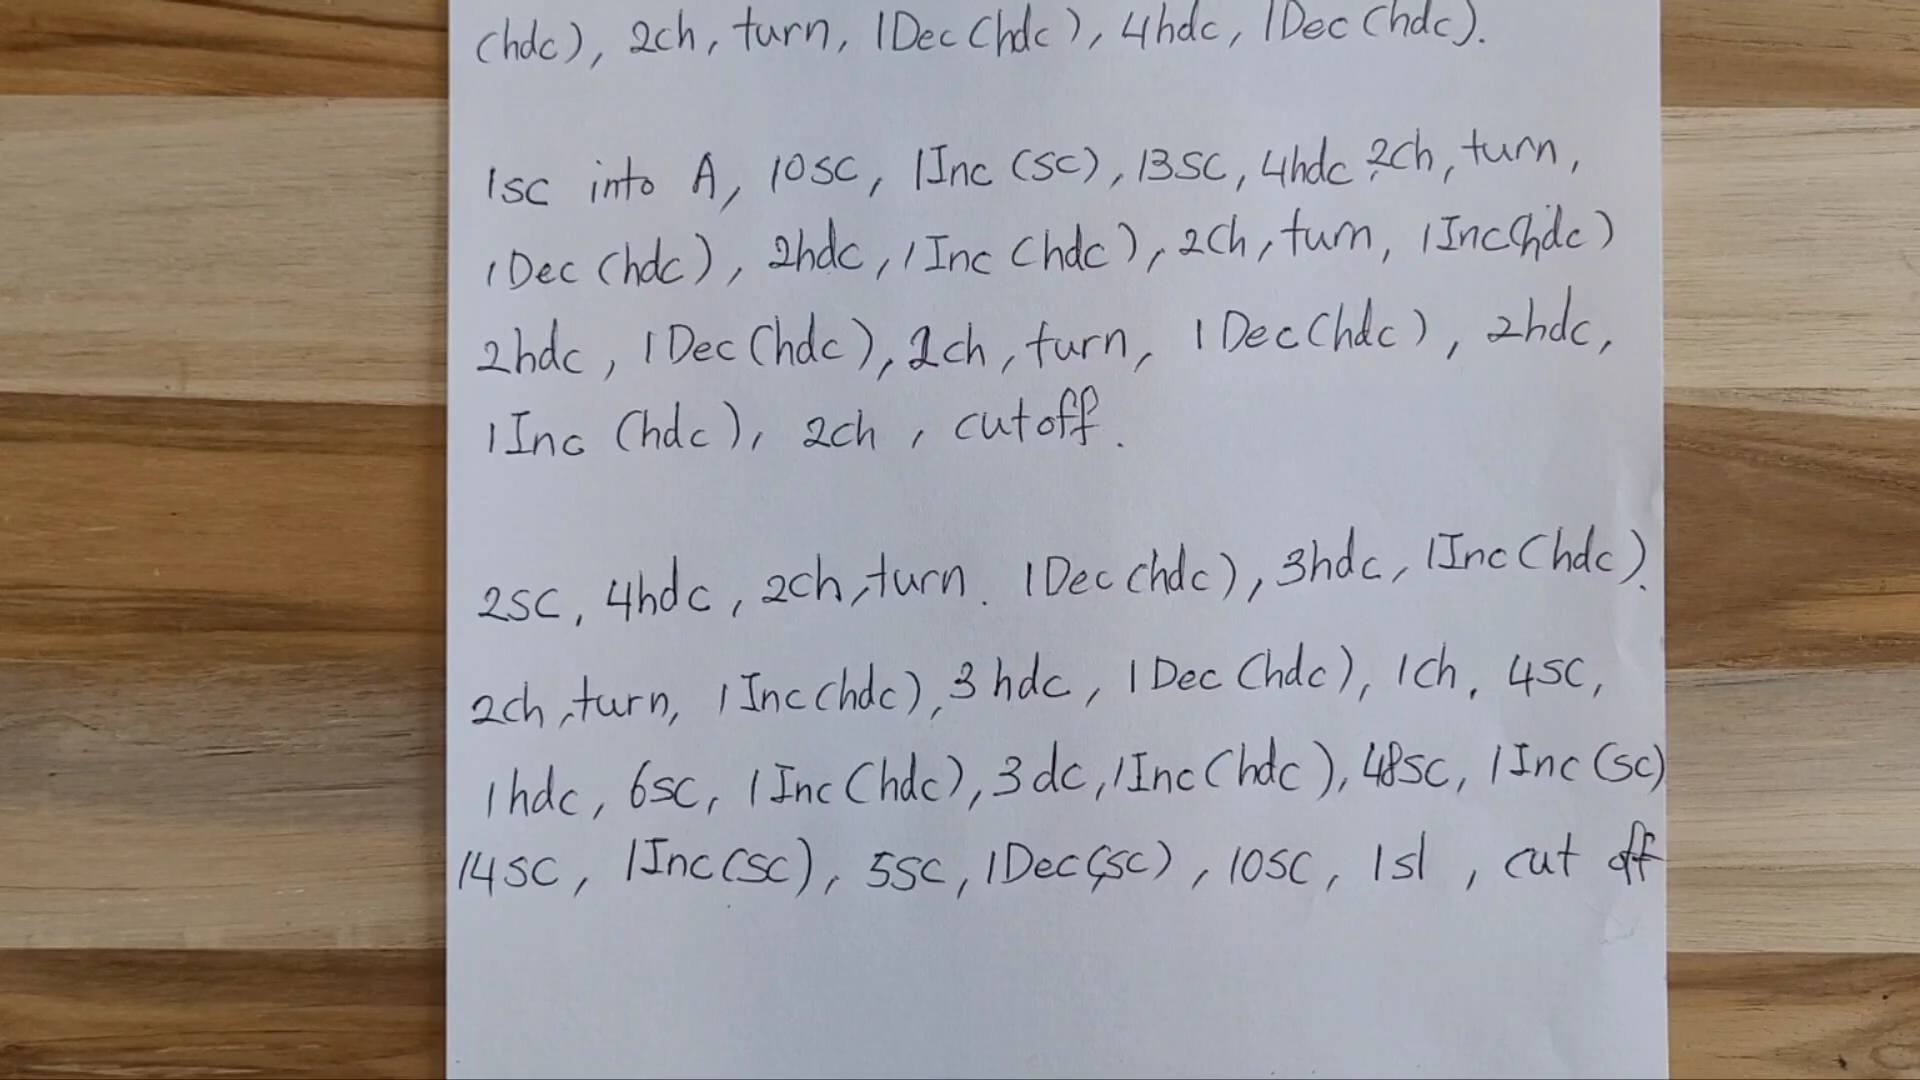 (hdc), 2ch, turn, 1Dec (hdc), 4hdc, 1Dec (hdc).
1sc into A, 10sc, 1Inc (sc), 13sc, 4hdc, 2ch, turn,
1Dec (hdc), 2hdc, 1Inc (hdc), 2ch, turn, 1Inc(hdc)
2hdc, 1Dec (hdc), 2ch, turn, 1Dec (hdc), 2hdc,
1Inc (hdc), 2ch, cutoff.
2sc, 4hdc, 2ch, turn. 1Dec (hdc), 3hdc, 1Inc (hdc).
2ch, turn, 1Inc (hdc), 3hdc, 1Dec (hdc), 1ch, 4sc,
1hdc, 6sc, 1Inc (hdc), 3dc, 1Inc (hdc), 48sc, 1Inc (sc)
14sc, 1Inc (sc), 5sc, 1Dec (sc), 10sc, 1sl, cut off